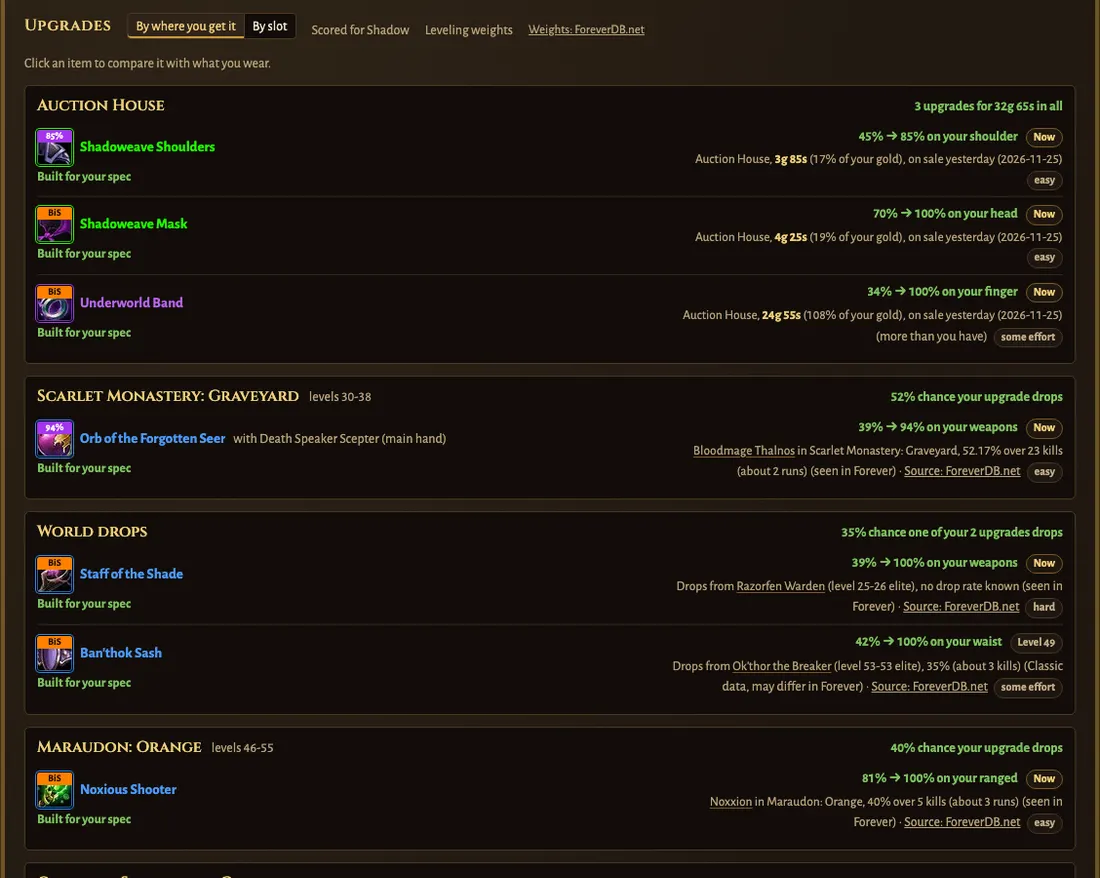 UPGRADES By where you get it By slot Scored for Shadow Leveling weights Weights: ForeverDB.net
Click an item to compare it with what you wear.
AUCTION HOUSE 3 upgrades for 32g 65s in all
85% Shadoweave Shoulders 45% → 85% on your shoulder Now
Auction House, 3g 85s (17% of your gold), on sale yesterday (2026-11-25)
Built for your spec easy
BiS Shadoweave Mask 70% → 100% on your head Now
Auction House, 4g 25s (19% of your gold), on sale yesterday (2026-11-25)
Built for your spec easy
BiS Underworld Band 34% → 100% on your finger Now
Auction House, 24g 55s (108% of your gold), on sale yesterday (2026-11-25)
Built for your spec (more than you have) some effort
SCARLET MONASTERY: GRAVEYARD levels 30-38 52% chance your upgrade drops
94% Orb of the Forgotten Seer with Death Speaker Scepter (main hand) 39% → 94% on your weapons Now
Bloodmage Thalnos in Scarlet Monastery: Graveyard, 52.17% over 23 kills
Built for your spec (about 2 runs) (seen in Forever) · Source: ForeverDB.net easy
WORLD DROPS 35% chance one of your 2 upgrades drops
BiS Staff of the Shade 39% → 100% on your weapons Now
Drops from Razorfen Warden (level 25-26 elite), no drop rate known (seen in
Built for your spec Forever) · Source: ForeverDB.net hard
BiS Ban'thok Sash 42% → 100% on your waist Level 49
Drops from Ok'thor the Breaker (level 53-53 elite), 35% (about 3 kills) (Classic
Built for your spec data, may differ in Forever) · Source: ForeverDB.net some effort
MARAUDON: ORANGE levels 46-55 40% chance your upgrade drops
BiS Noxious Shooter 81% → 100% on your ranged Now
Noxxion in Maraudon: Orange, 40% over 5 kills (about 3 runs) (seen in
Built for your spec Forever) · Source: ForeverDB.net easy